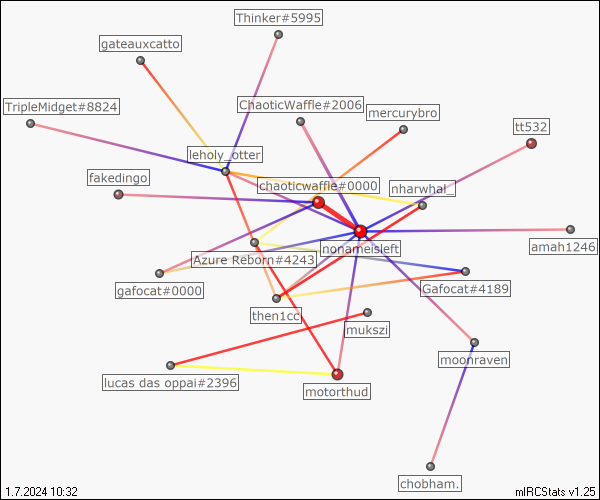 Thinker#5995
_gateauxcatto
TripleMidget#8824
ChaoticWaffle#2006
mercurybro
tt532
leholy_otter
fakedingo
chaoticwaffle#0000
nharwhal_
nonameisleft
amah1246
Azure Reborn#4243
gafocat#0000
Gafocat#4189
then1cc
mukszi
moonraven
lucas das oppai#2396
motorthud
chobham.
1.7.2024 10:32
mIRCStats v1.25